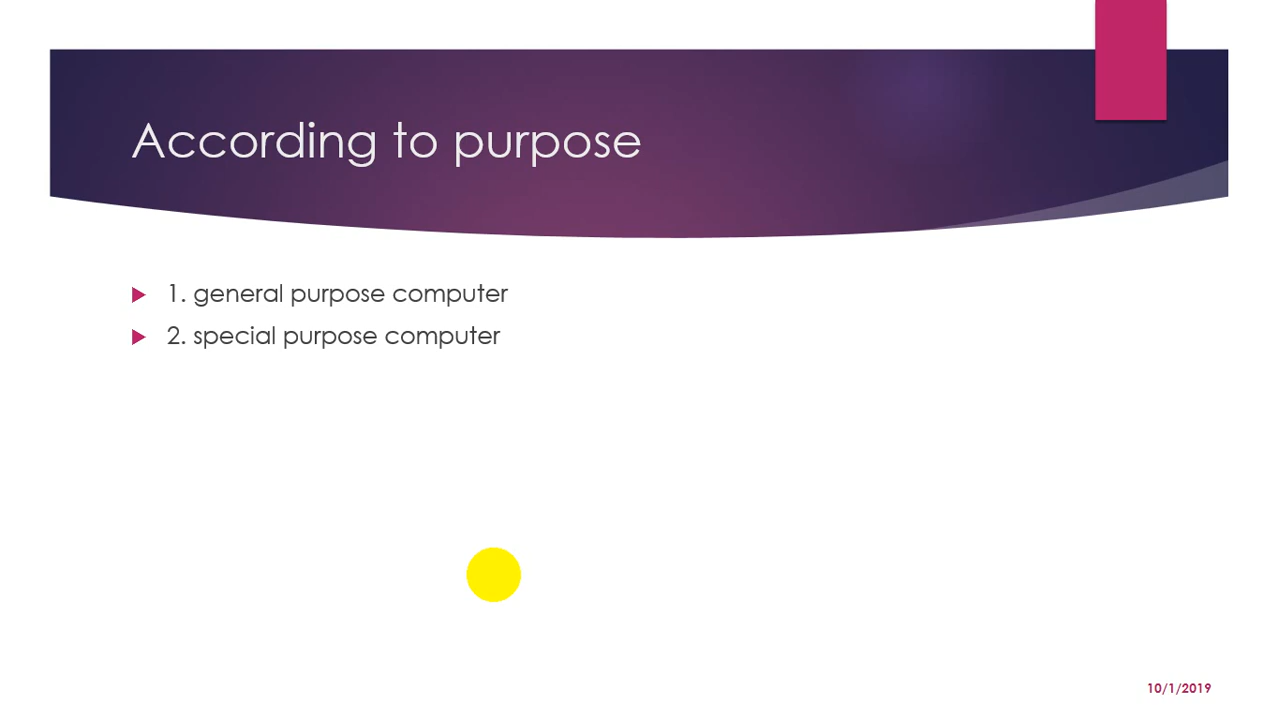 According to purpose
1. general purpose computer
2. special purpose computer
10/1/2019